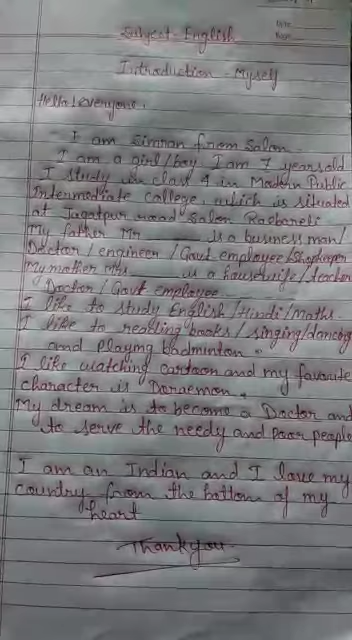 Subject - English
Introduction - Myself
Hello! everyone,
I am Simran from Salon.
I am a girl/boy I am 7 years old
I study in class 4 in Modern Public
Intermediate college, which is situated
at Jagatpur road Salon Raebareli
My father Mr. ______ is a business man/
Doctor/engineer/Govt employee/Shopkeeper
My mother Mrs ______ is a housewife/teacher
Doctor/Govt employee
I like to study English/Hindi/Maths.
I like to reading books/singing/dancing
and playing badminton.
I like watching cartoon and my favourite
character is Doraemon.
My dream is to become a Doctor and
to serve the needy and poor people
I am an Indian and I love my
country from the bottom of my
heart
Thankyou